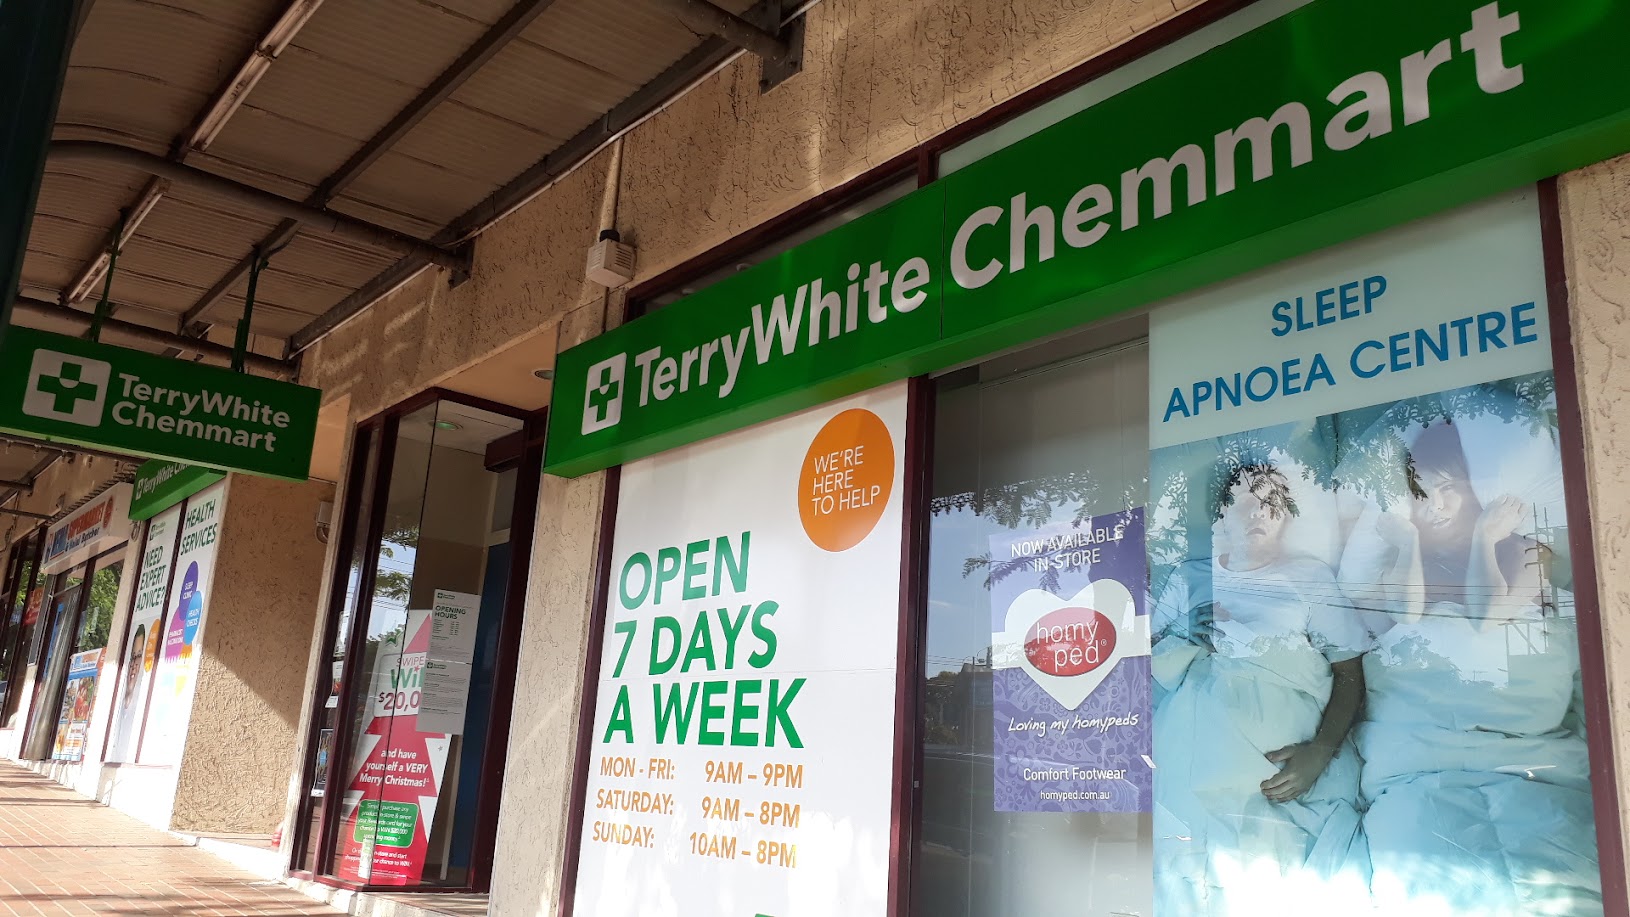 TerryWhite Chemmart
TerryWhite
Chemmart
TerryWhite
SLEEP
APNOEA CENTRE
WE'RE
HERE
TO HELP
OPEN
7 DAYS
A WEEK
MON - FRI: 9AM – 9PM
SATURDAY: 9AM – 8PM
SUNDAY: 10AM – 8PM
NOW AVAILABLE
IN-STORE
homy
ped®
Loving my homypeds
Comfort Footwear
homyped.com.au
OPENING
HOURS
and have
yourself a VERY
Merry Christmas!
NEED
EXPERT
ADVICE?
HEALTH
SERVICES